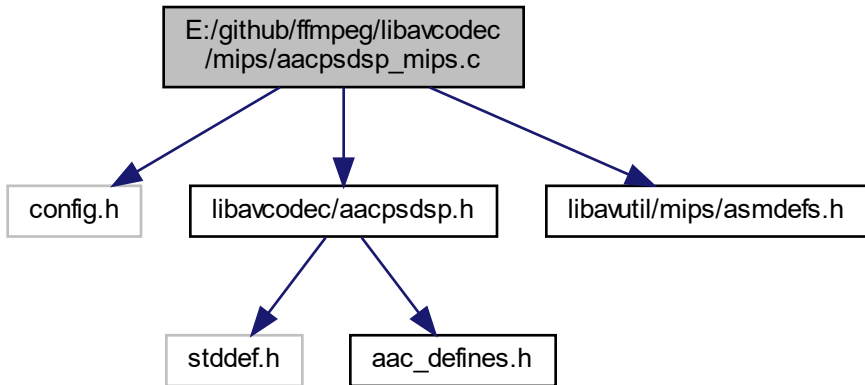 E:/github/ffmpeg/libavcodec
/mips/aacpsdsp_mips.c
config.h
libavcodec/aacpsdsp.h
libavutil/mips/asmdefs.h
stddef.h
aac_defines.h